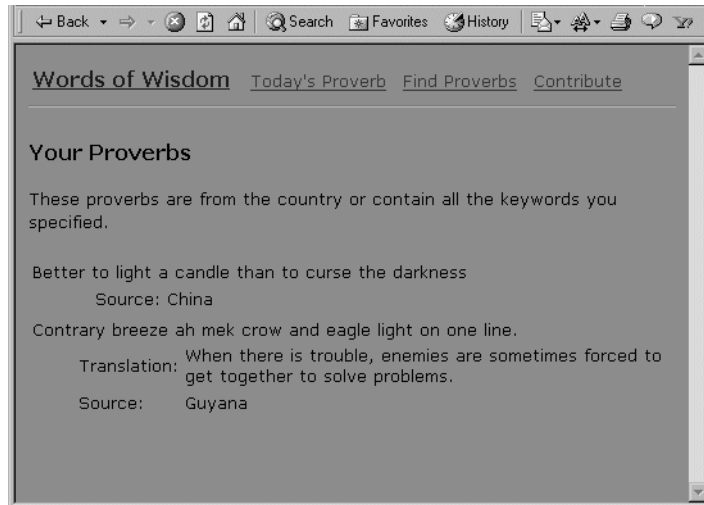 Back Search Favorites History
Words of Wisdom Today's Proverb Find Proverbs Contribute
Your Proverbs
These proverbs are from the country or contain all the keywords you
specified.
Better to light a candle than to curse the darkness
Source: China
Contrary breeze ah mek crow and eagle light on one line.
Translation: When there is trouble, enemies are sometimes forced to
get together to solve problems.
Source: Guyana